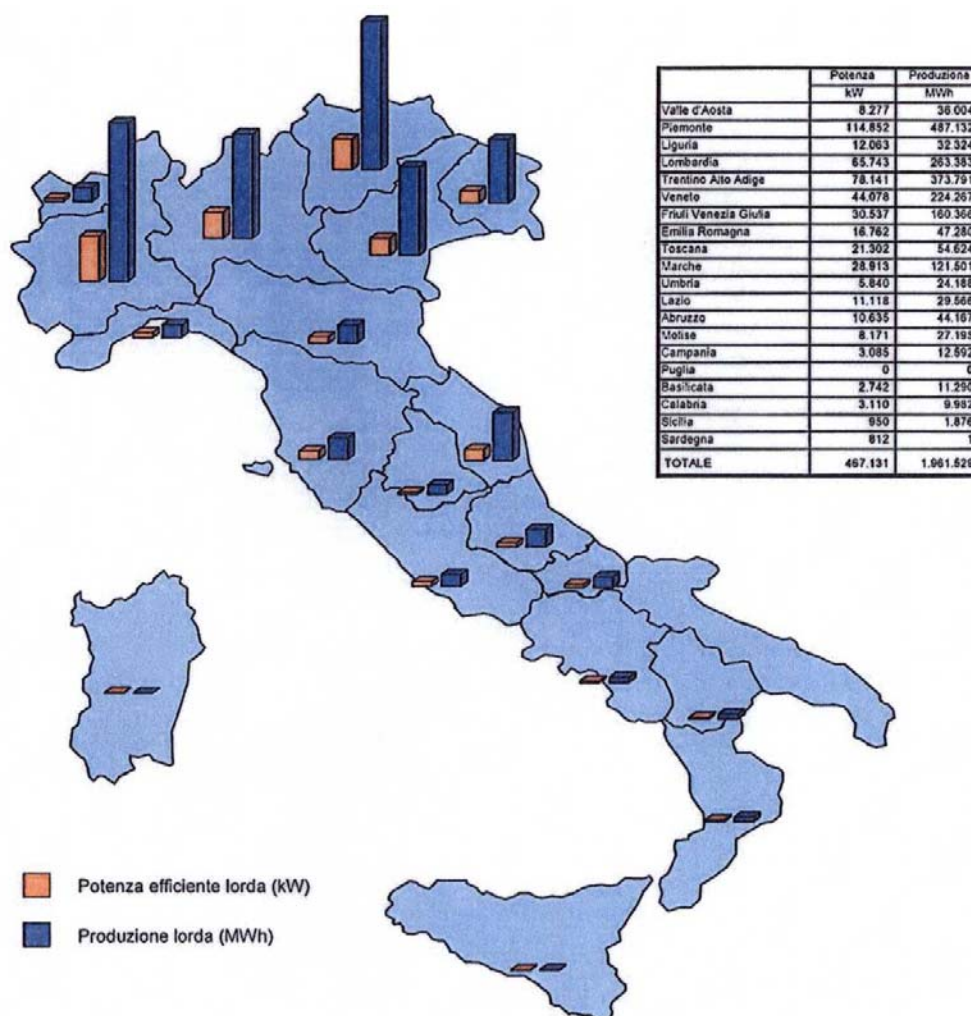 Potenza Produzione
kW MWh
Valle d'Aosta 8.277 36.004
Piemonte 114.852 487.132
Liguria 12.063 32.324
Lombardia 65.743 263.383
Trentino Alto Adige 78.141 373.791
Veneto 44.078 224.267
Friuli Venezia Giulia 30.537 160.366
Emilia Romagna 16.762 47.280
Toscana 21.302 54.624
Marche 28.913 121.501
Umbria 5.840 24.188
Lazio 11.118 29.566
Abruzzo 10.635 44.167
Molise 8.171 27.195
Campania 3.085 12.592
Puglia 0 0
Basilicata 2.742 11.290
Calabria 3.110 9.982
Sicilia 950 1.876
Sardegna 812 1
TOTALE 467.131 1.961.529
Potenza efficiente lorda (kW)
Produzione lorda (MWh)